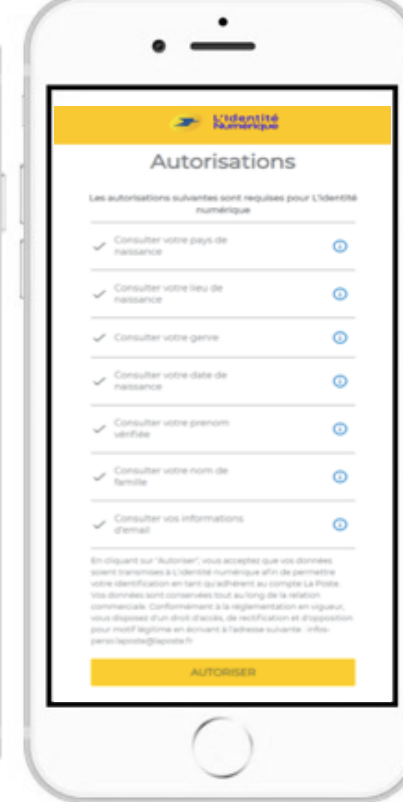 L'Identité
Numérique
Autorisations
Les autorisations suivantes sont requises pour L'identité
numérique
Consulter votre pays de
naissance
Consulter votre lieu de
naissance
Consulter votre genre
Consulter votre date de
naissance
Consulter votre prenom
vérifiée
Consulter votre nom de
famille
Consulter vos informations
d'email
En cliquant sur "Autoriser", vous acceptez que vos données
soient transmises à L'identité numérique afin de permettre
votre identification en tant qu'adhérent au compte La Poste.
Vos données sont conservées tout au long de la relation
commerciale. Conformément à la réglementation en vigueur,
vous disposez d'un droit d'accès, de rectification et d'opposition
pour motif légitime en écrivant à l'adresse suivante : infos-
perso.laposte@laposte.fr
AUTORISER